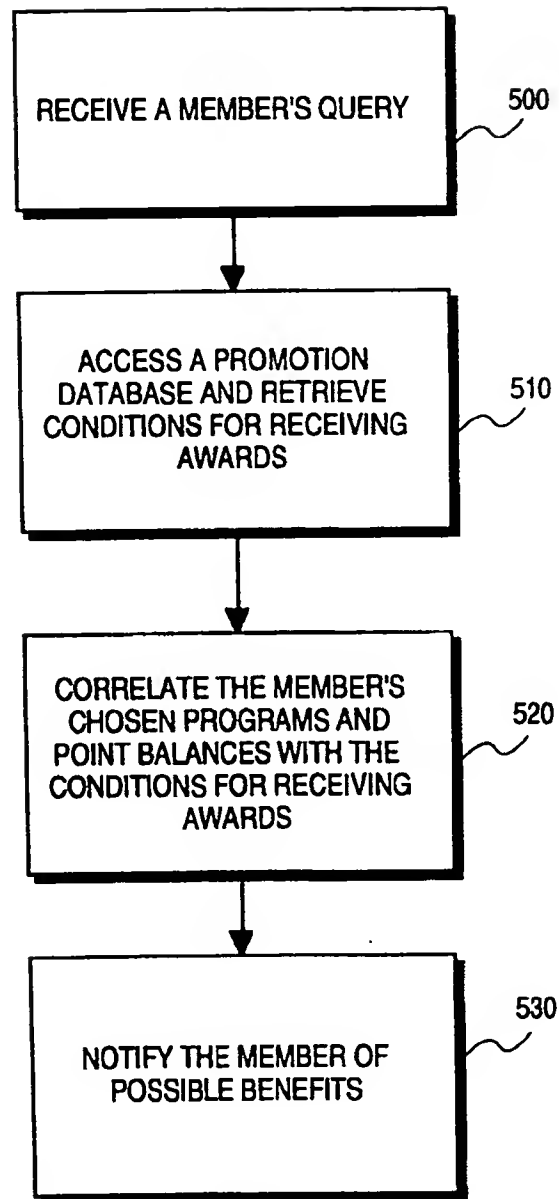 RECEIVE A MEMBER'S QUERY
500
ACCESS A PROMOTION
DATABASE AND RETRIEVE
CONDITIONS FOR RECEIVING
AWARDS
510
CORRELATE THE MEMBER'S
CHOSEN PROGRAMS AND
POINT BALANCES WITH THE
CONDITIONS FOR RECEIVING
AWARDS
520
NOTIFY THE MEMBER OF
POSSIBLE BENEFITS
530